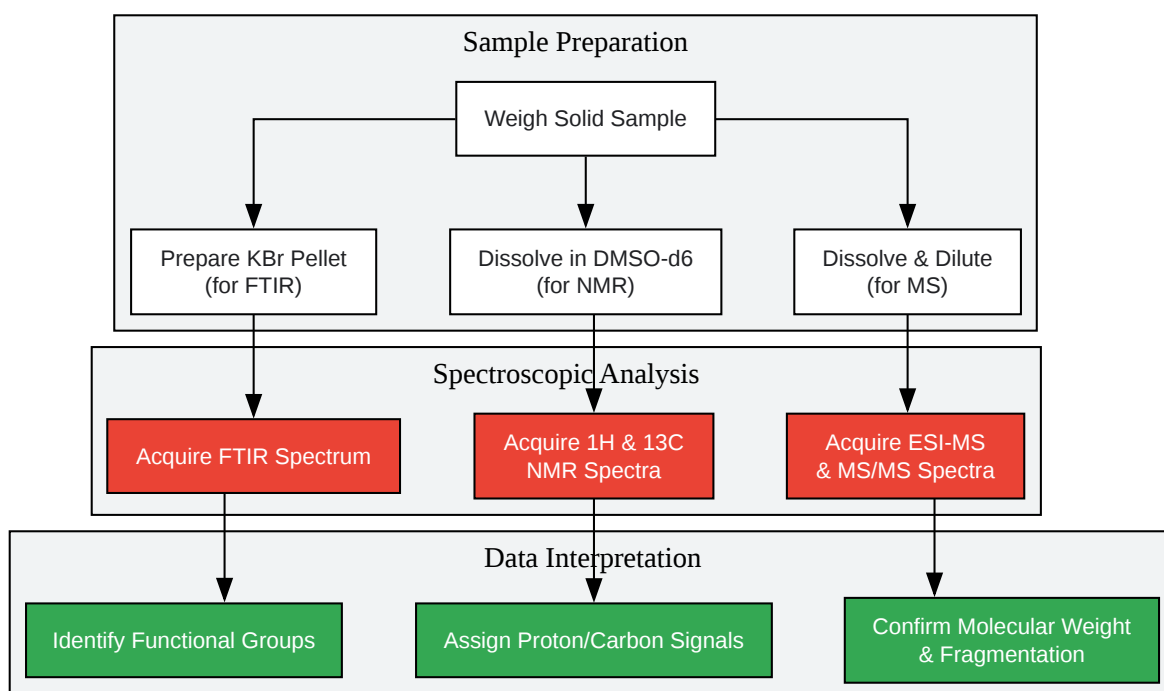 Sample Preparation
Weigh Solid Sample
Prepare KBr Pellet
(for FTIR)
Dissolve in DMSO-d6
(for NMR)
Dissolve & Dilute
(for MS)
Spectroscopic Analysis
Acquire FTIR Spectrum
Acquire 1H & 13C
NMR Spectra
Acquire ESI-MS
& MS/MS Spectra
Data Interpretation
Identify Functional Groups
Assign Proton/Carbon Signals
Confirm Molecular Weight
& Fragmentation